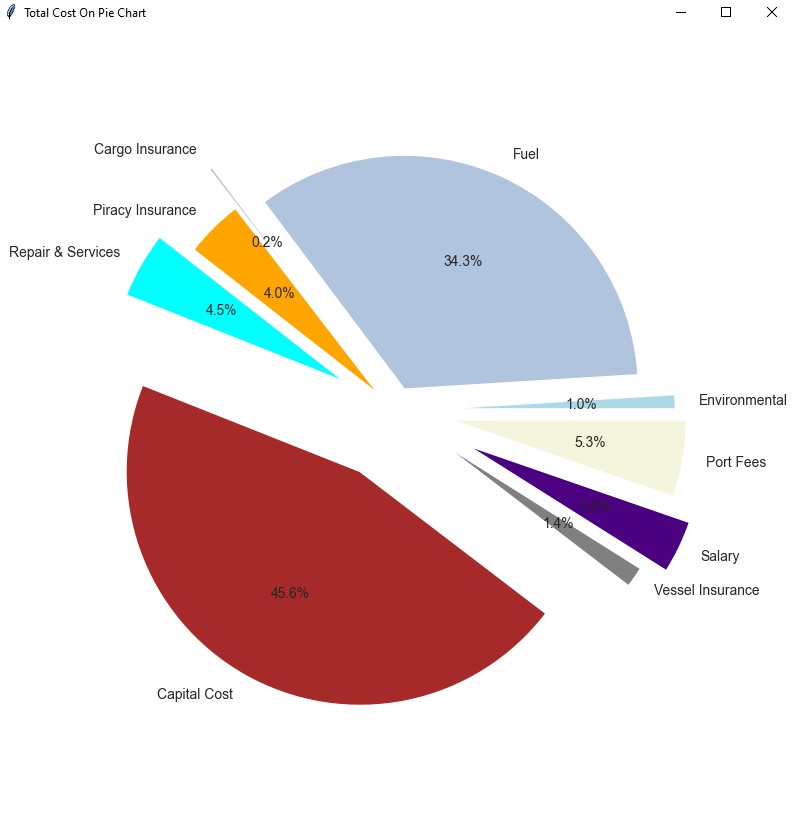 Total Cost On Pie Chart
Cargo Insurance
Fuel
Piracy Insurance
0.2%
Repair & Services
34.3%
4.0%
4.5%
Environmental
1.0%
5.3%
Port Fees
1.4%
Salary
Vessel Insurance
45.6%
Capital Cost